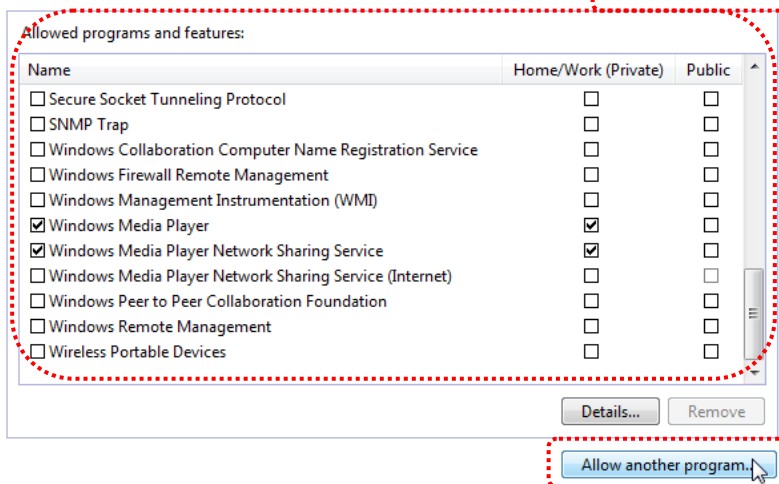 Allowed programs and features:
Name Home/Work (Private) Public
Secure Socket Tunneling Protocol
SNMP Trap
Windows Collaboration Computer Name Registration Service
Windows Firewall Remote Management
Windows Management Instrumentation (WMI)
Windows Media Player
Windows Media Player Network Sharing Service
Windows Media Player Network Sharing Service (Internet)
Windows Peer to Peer Collaboration Foundation
Windows Remote Management
Wireless Portable Devices
Details... Remove
Allow another program...